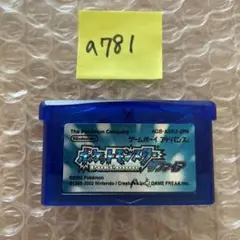 a781
The Pokémon Company
AGB-AXPJ-JPN
ゲームボーイ アドバンス
ポケットモンスター
サファイア
©2002 Pokémon
©1995-2002 Nintendo / Creatures inc. / GAME FREAK inc.